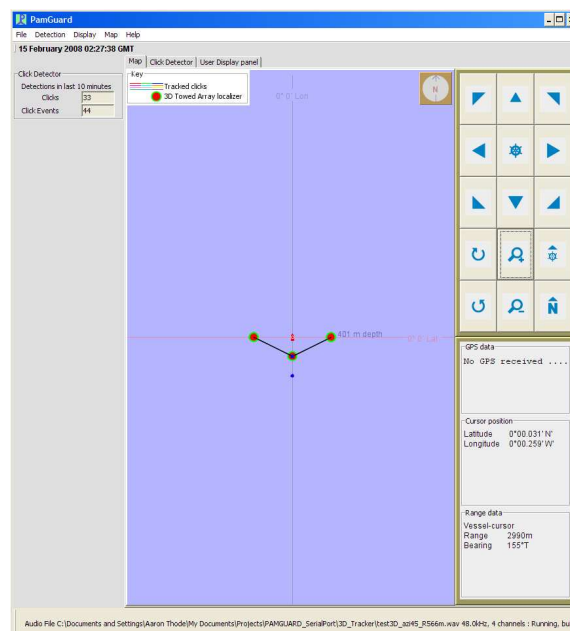 PamGuard
File Detection Display Map Help
15 February 2008 02:27:38 GMT
Map Click Detector User Display panel
Click Detector
Detections in last 10 minutes
Clicks 33
Click Events 44
Key
Tracked clicks
3D Towed Array localizer
0° 0' Lon
N
401 m depth
0° 0' Lat
N
GPS data
No GPS received ....
Cursor position
Latitude 0°00.031' N'
Longitude 0°00.259' W'
Range data
Vessel-cursor
Range 2990m
Bearing 155°T
Audio File C:\Documents and Settings\Aaron Thode\My Documents\Projects\PAMGUARD_SerialPort\3D_Tracker\test3D_azi45_R566m.wav 48.0kHz, 4 channels : Running, bu